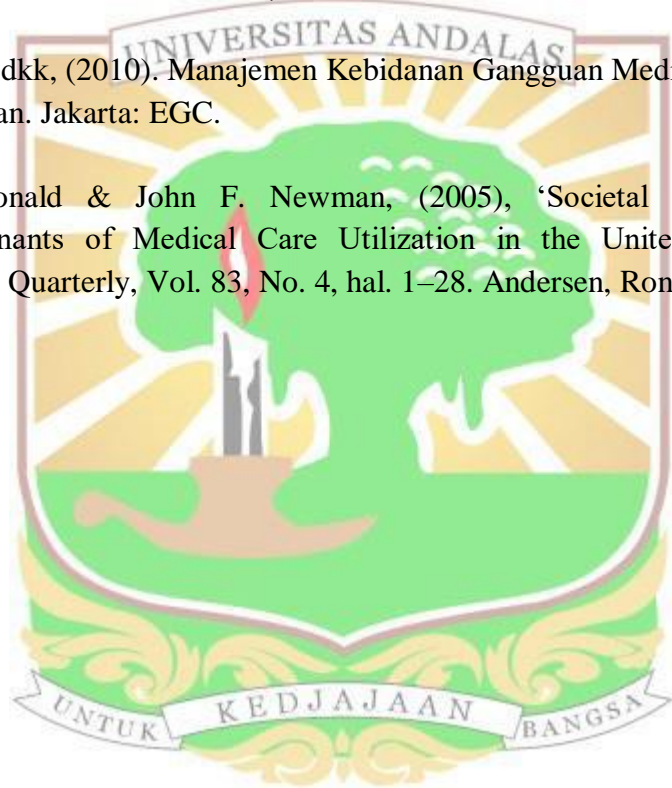 UNIVERSITAS ANDALAS
dkk, (2010). Manajemen Kebidanan Gangguan Medi
an. Jakarta: EGC.
onald & John F. Newman, (2005), ‘Societal
nants of Medical Care Utilization in the Unite
Quarterly, Vol. 83, No. 4, hal. 1–28. Andersen, Ron
UNTUK KEDJAJAAN BANGSA